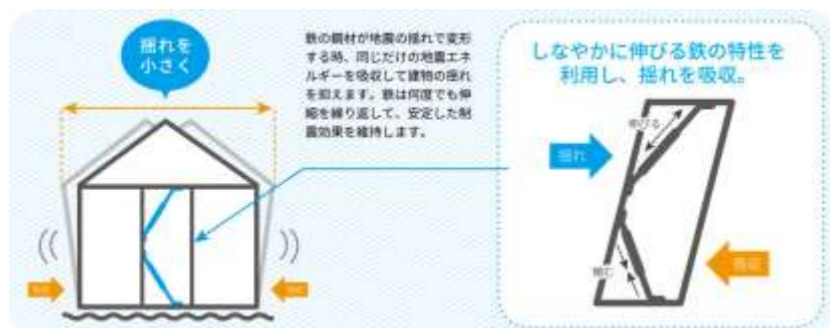 揺れを
小さく
鉄の鋼材が地震の揺れで変形
する時、同じだけの地震エネ
ルギーを吸収して建物の揺れ
を抑えます。鉄は何度でも伸
縮を繰り返して、安定した制
震効果を維持します。
しなやかに伸びる鉄の特性を
利用し、揺れを吸収。
伸びる
揺れ
吸収
縮む